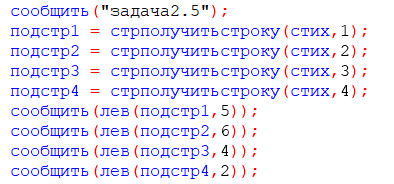 сообщить("задача2.5");
подстр1 = стрполучитьстроку(стих,1);
подстр2 = стрполучитьстроку(стих,2);
подстр3 = стрполучитьстроку(стих,3);
подстр4 = стрполучитьстроку(стих,4);
сообщить(лев(подстр1,5));
сообщить(лев(подстр2,6));
сообщить(лев(подстр3,4));
сообщить(лев(подстр4,2));